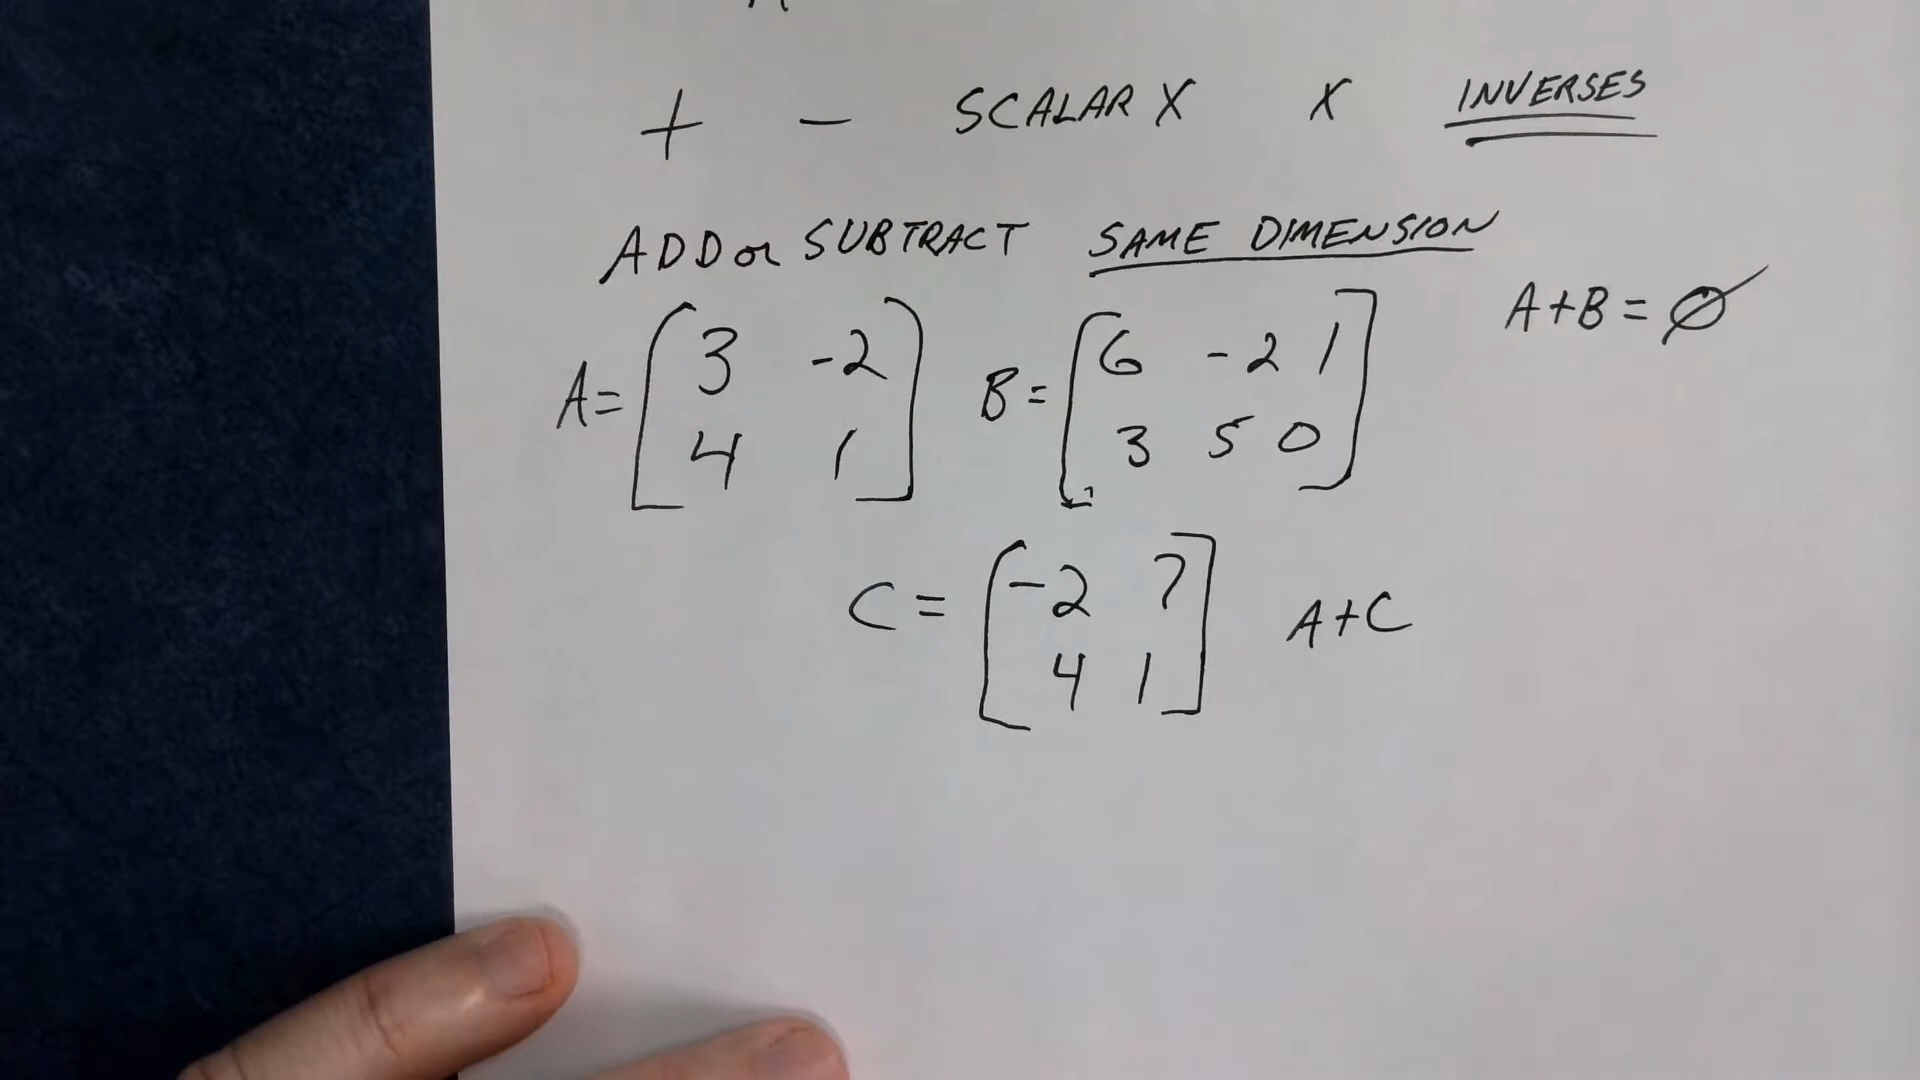 + - SCALAR X X INVERSES
ADD or SUBTRACT SAME DIMENSION
A+B = ∅
A = [3 -2
4 1]
B = [6 -2 1
3 5 0]
C = [-2 7
4 1]
A+C